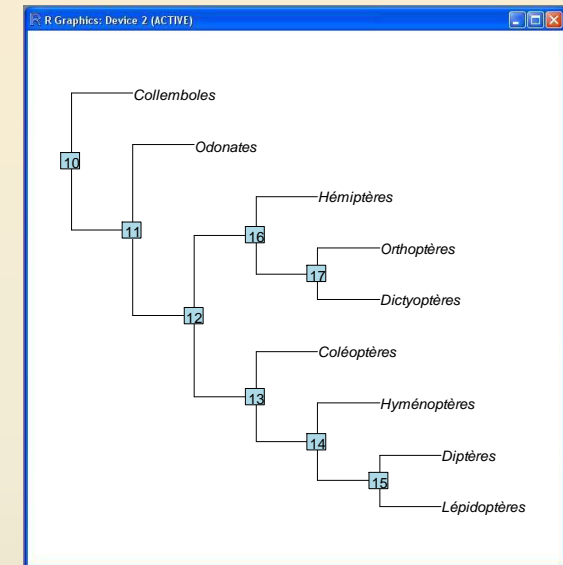 R Graphics: Device 2 (ACTIVE)
Collemboles
Odonates
10
Hémiptères
11
16
Orthoptères
17
Dictyoptères
12
Coléoptères
13
Hyménoptères
14
Diptères
15
Lépidoptères